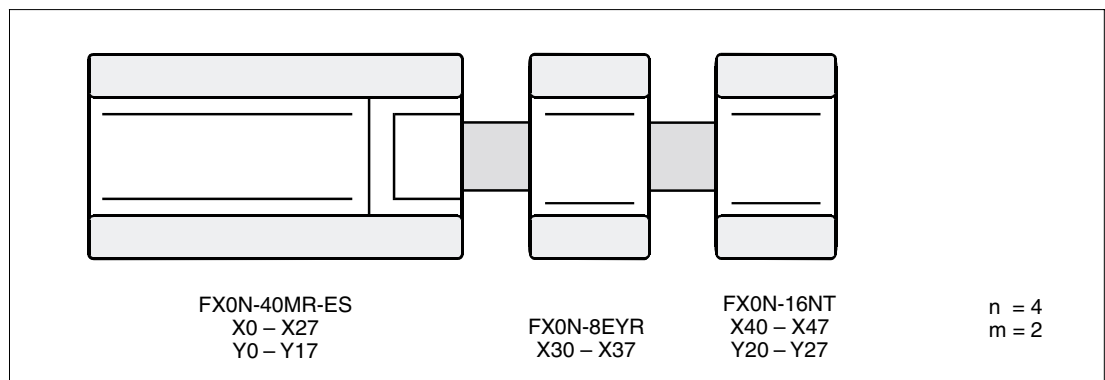 FX0N-40MR-ES
X0 – X27
Y0 – Y17
FX0N-8EYR
X30 – X37
FX0N-16NT
X40 – X47
Y20 – Y27
n = 4
m = 2